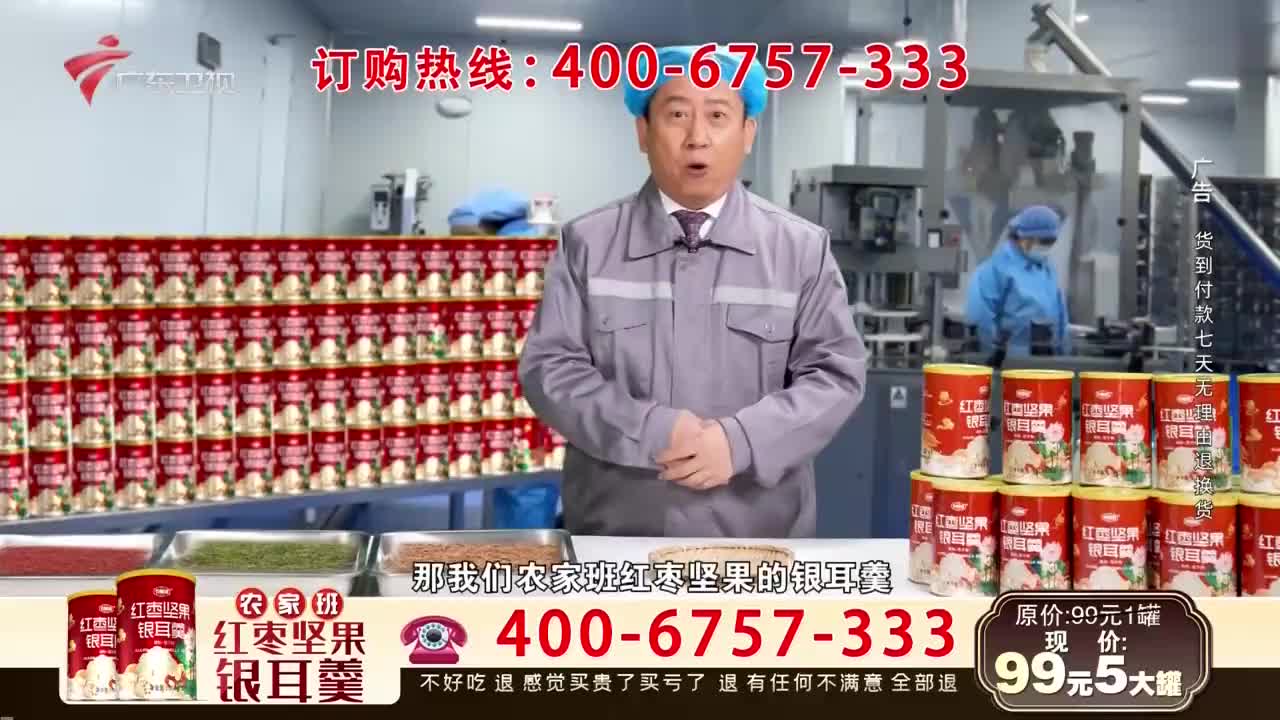 广东卫视
订购热线：400-6757-333
广告 货到付款七天无理由退换货
红枣坚果
银耳羹
那我们农家班红枣坚果的银耳羹
农家班
红枣坚果
银耳羹
400-6757-333
不好吃 退 感觉买贵了买亏了 退 有任何不满意 全部退
原价:99元1罐
现 价:
99元5大罐